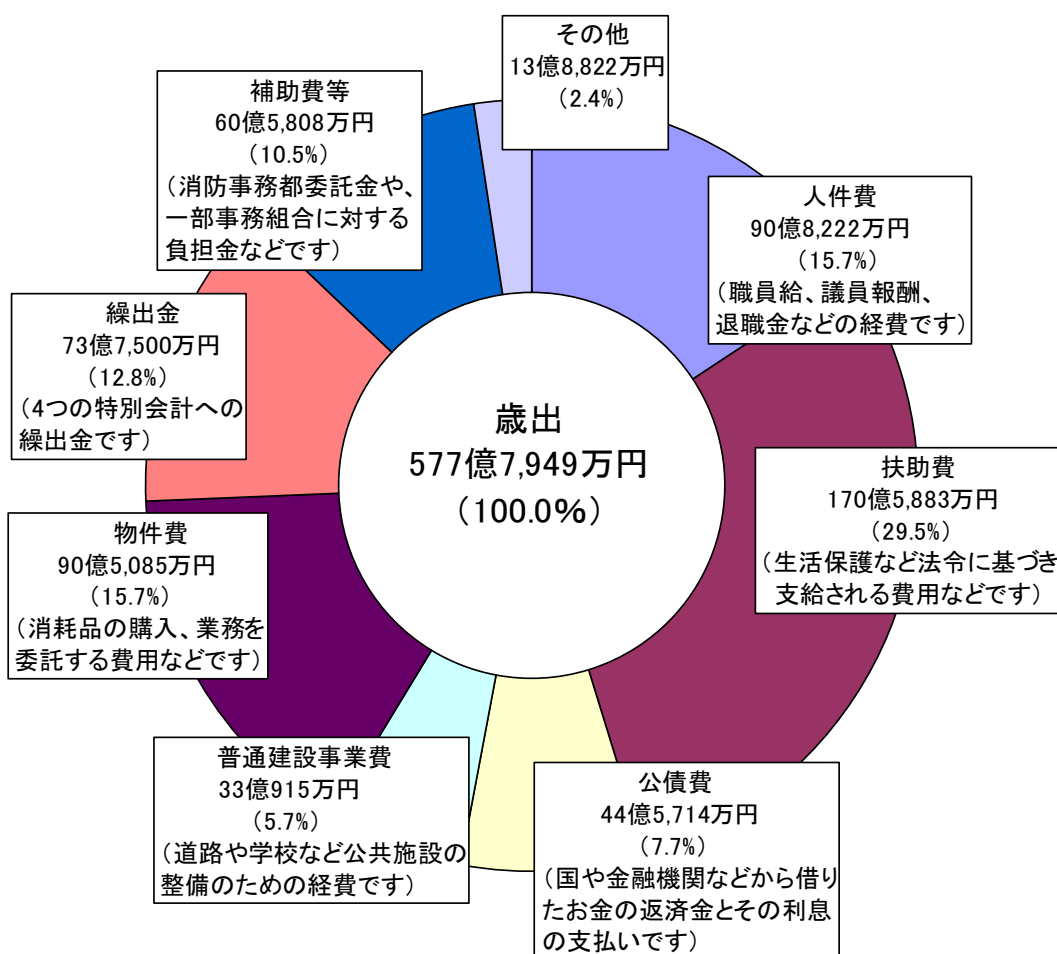 その他
13億8,822万円
（2.4%）
補助費等
60億5,808万円
（10.5%）
（消防事務都委託金や、
一部事務組合に対する
負担金などです）
人件費
90億8,222万円
（15.7%）
（職員給、議員報酬、
退職金などの経費です）
繰出金
73億7,500万円
（12.8%）
（4つの特別会計への
繰出金です）
歳出
577億7,949万円
（100.0%）
扶助費
170億5,883万円
（29.5%）
（生活保護など法令に基づき
支給される費用などです）
物件費
90億5,085万円
（15.7%）
（消耗品の購入、業務を
委託する費用などです）
普通建設事業費
33億915万円
（5.7%）
（道路や学校など公共施設の
整備のための経費です）
公債費
44億5,714万円
（7.7%）
（国や金融機関などから借り
たお金の返済金とその利息
の支払いです）